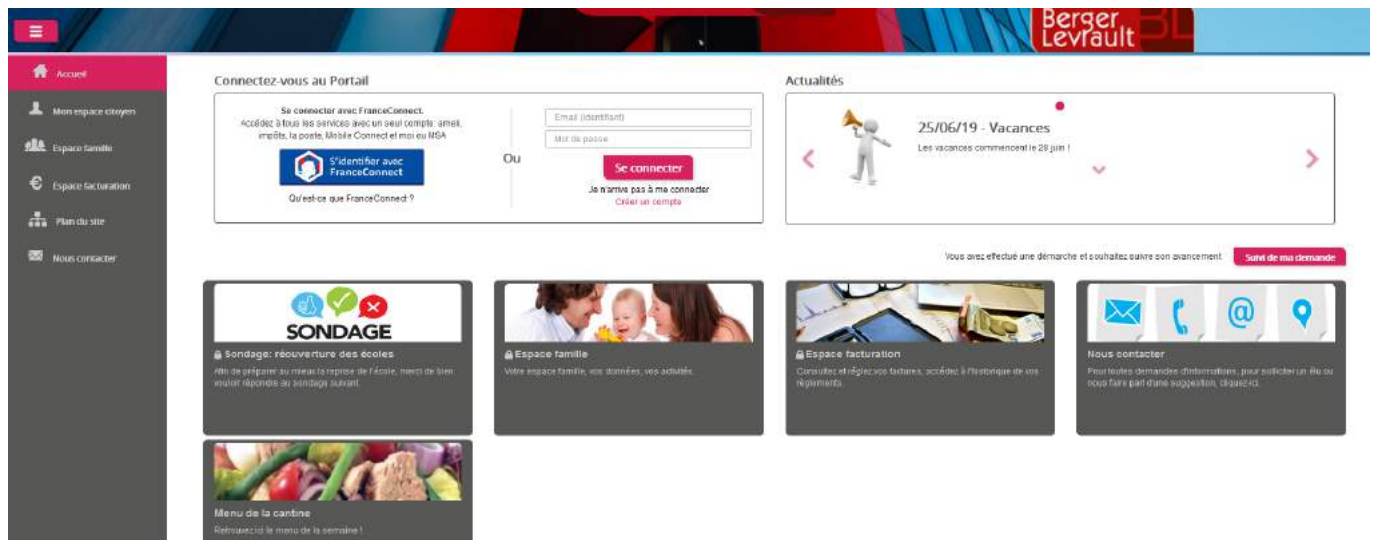 Berger
Levrault
BL
Accueil
Mon espace citoyen
Espace famille
Espace facturation
Plan du site
Nous contacter
Connectez-vous au Portail
Se connecter avec FranceConnect.
Accédez à tous les services avec un seul compte: ameli,
impôts, la poste, Mobile Connect et moi ou MSA
S'identifier avec
FranceConnect
Qu'est-ce que FranceConnect ?
Ou
Email (identifiant)
Mot de passe
Se connecter
Je n'arrive pas à me connecter
Créer un compte
Actualités
25/06/19 - Vacances
Les vacances commencent le 28 juin !
Vous avez effectué une démarche et souhaitez suivre son avancement
Suivi de ma demande
SONDAGE
Sondage: réouverture des écoles
Afin de préparer au mieux la reprise de l'école, merci de bien
vouloir répondre au sondage suivant.
Espace famille
Votre espace famille, vos données, vos activités.
Espace facturation
Consultez et réglez vos factures, accédez à l'historique de vos
règlements.
@
Nous contacter
Pour toutes demandes d'informations, pour solliciter un élu ou
nous faire part d'une suggestion, cliquez-ici.
Menu de la cantine
Retrouvez ici le menu de la semaine !